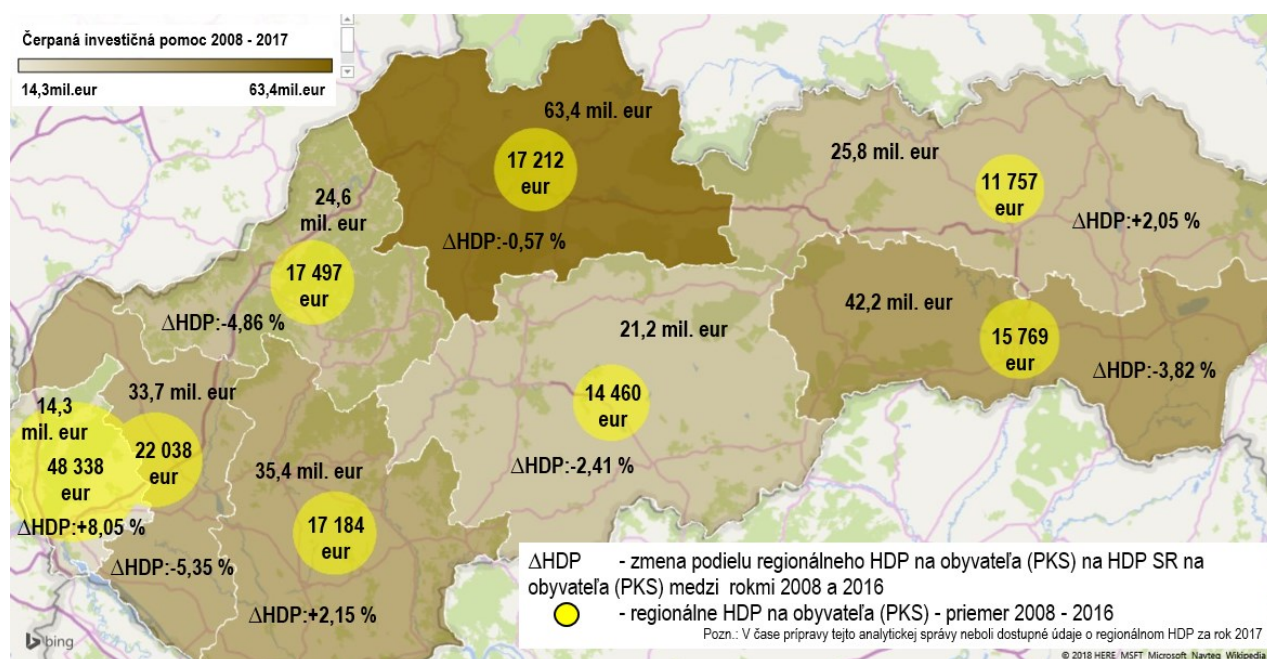 Čerpaná investičná pomoc 2008 - 2017
14,3mil.eur 63,4mil.eur
63,4 mil. eur
17 212
eur
ΔHDP:-0,57 %
25,8 mil. eur
11 757
eur
ΔHDP:+2,05 %
24,6
mil. eur
17 497
eur
ΔHDP:-4,86 %
21,2 mil. eur
14 460
eur
ΔHDP:-2,41 %
42,2 mil. eur
15 769
eur
ΔHDP:-3,82 %
33,7 mil. eur
22 038
eur
ΔHDP:-5,35 %
14,3
mil. eur
48 338
eur
ΔHDP:+8,05 %
35,4 mil. eur
17 184
eur
ΔHDP:+2,15 %
ΔHDP - zmena podielu regionálneho HDP na obyvateľa (PKS) na HDP SR na
obyvateľa (PKS) medzi rokmi 2008 a 2016
- regionálne HDP na obyvateľa (PKS) - priemer 2008 - 2016
Pozn.: V čase prípravy tejto analytickej správy neboli dostupné údaje o regionálnom HDP za rok 2017
bing
© 2018 HERE, MSFT, Microsoft, Navteq, Wikipedia